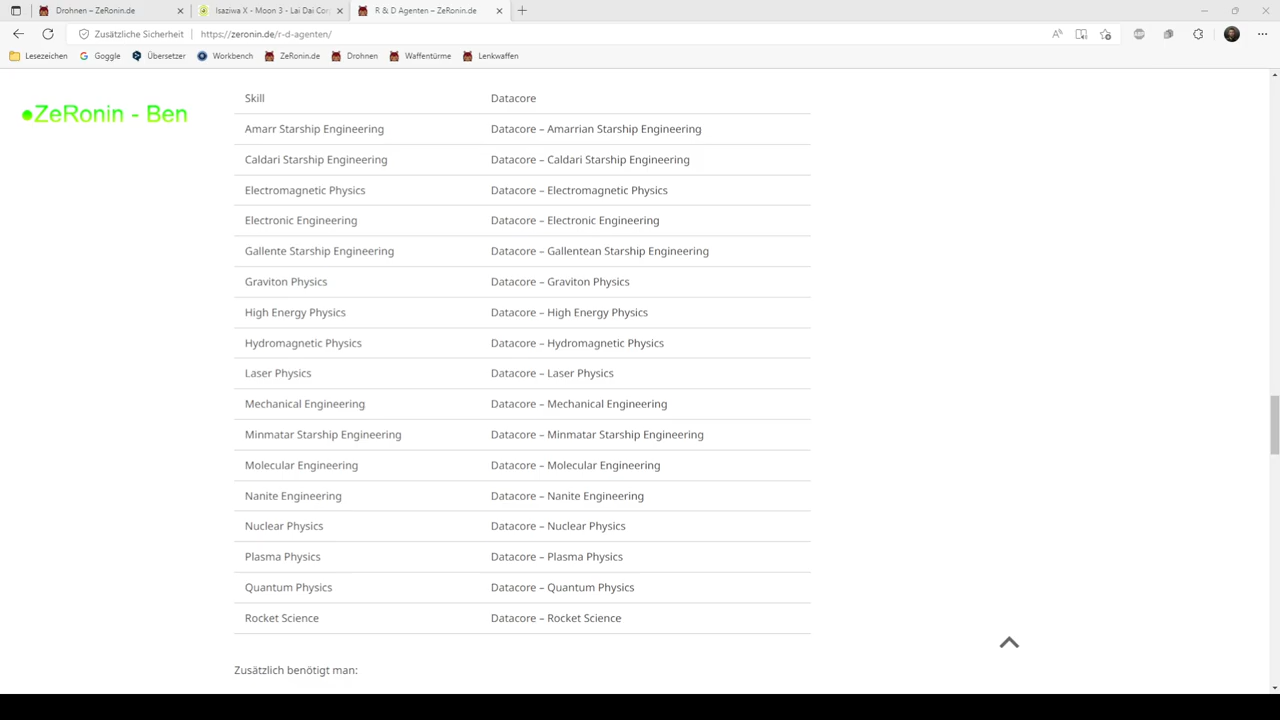 Drohnen – ZeRonin.de
Isaziwa X - Moon 3 - Lai Dai Cor
R & D Agenten – ZeRonin.de
Zusätzliche Sicherheit
https://zeronin.de/r-d-agenten/
Lesezeichen
Goggle
Übersetzer
Workbench
ZeRonin.de
Drohnen
Waffentürme
Lenkwaffen
ZeRonin - Ben
Skill Datacore
Amarr Starship Engineering Datacore – Amarrian Starship Engineering
Caldari Starship Engineering Datacore – Caldari Starship Engineering
Electromagnetic Physics Datacore – Electromagnetic Physics
Electronic Engineering Datacore – Electronic Engineering
Gallente Starship Engineering Datacore – Gallentean Starship Engineering
Graviton Physics Datacore – Graviton Physics
High Energy Physics Datacore – High Energy Physics
Hydromagnetic Physics Datacore – Hydromagnetic Physics
Laser Physics Datacore – Laser Physics
Mechanical Engineering Datacore – Mechanical Engineering
Minmatar Starship Engineering Datacore – Minmatar Starship Engineering
Molecular Engineering Datacore – Molecular Engineering
Nanite Engineering Datacore – Nanite Engineering
Nuclear Physics Datacore – Nuclear Physics
Plasma Physics Datacore – Plasma Physics
Quantum Physics Datacore – Quantum Physics
Rocket Science Datacore – Rocket Science
Zusätzlich benötigt man: